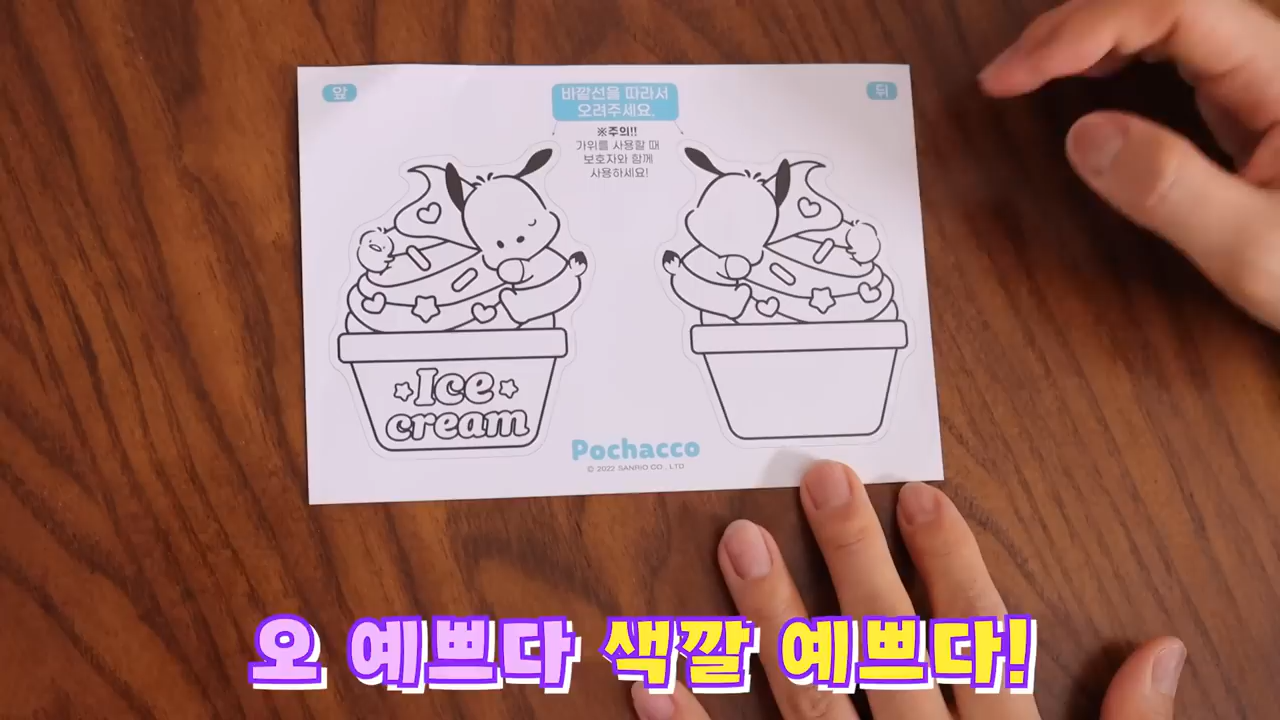 앞
바깥선을 따라서
오려주세요.
뒤
※주의!!
가위를 사용할 때
보호자와 함께
사용하세요!
Ice
cream
Pochacco
© 2022 SANRIO CO., LTD
오 예쁘다 색깔 예쁘다!